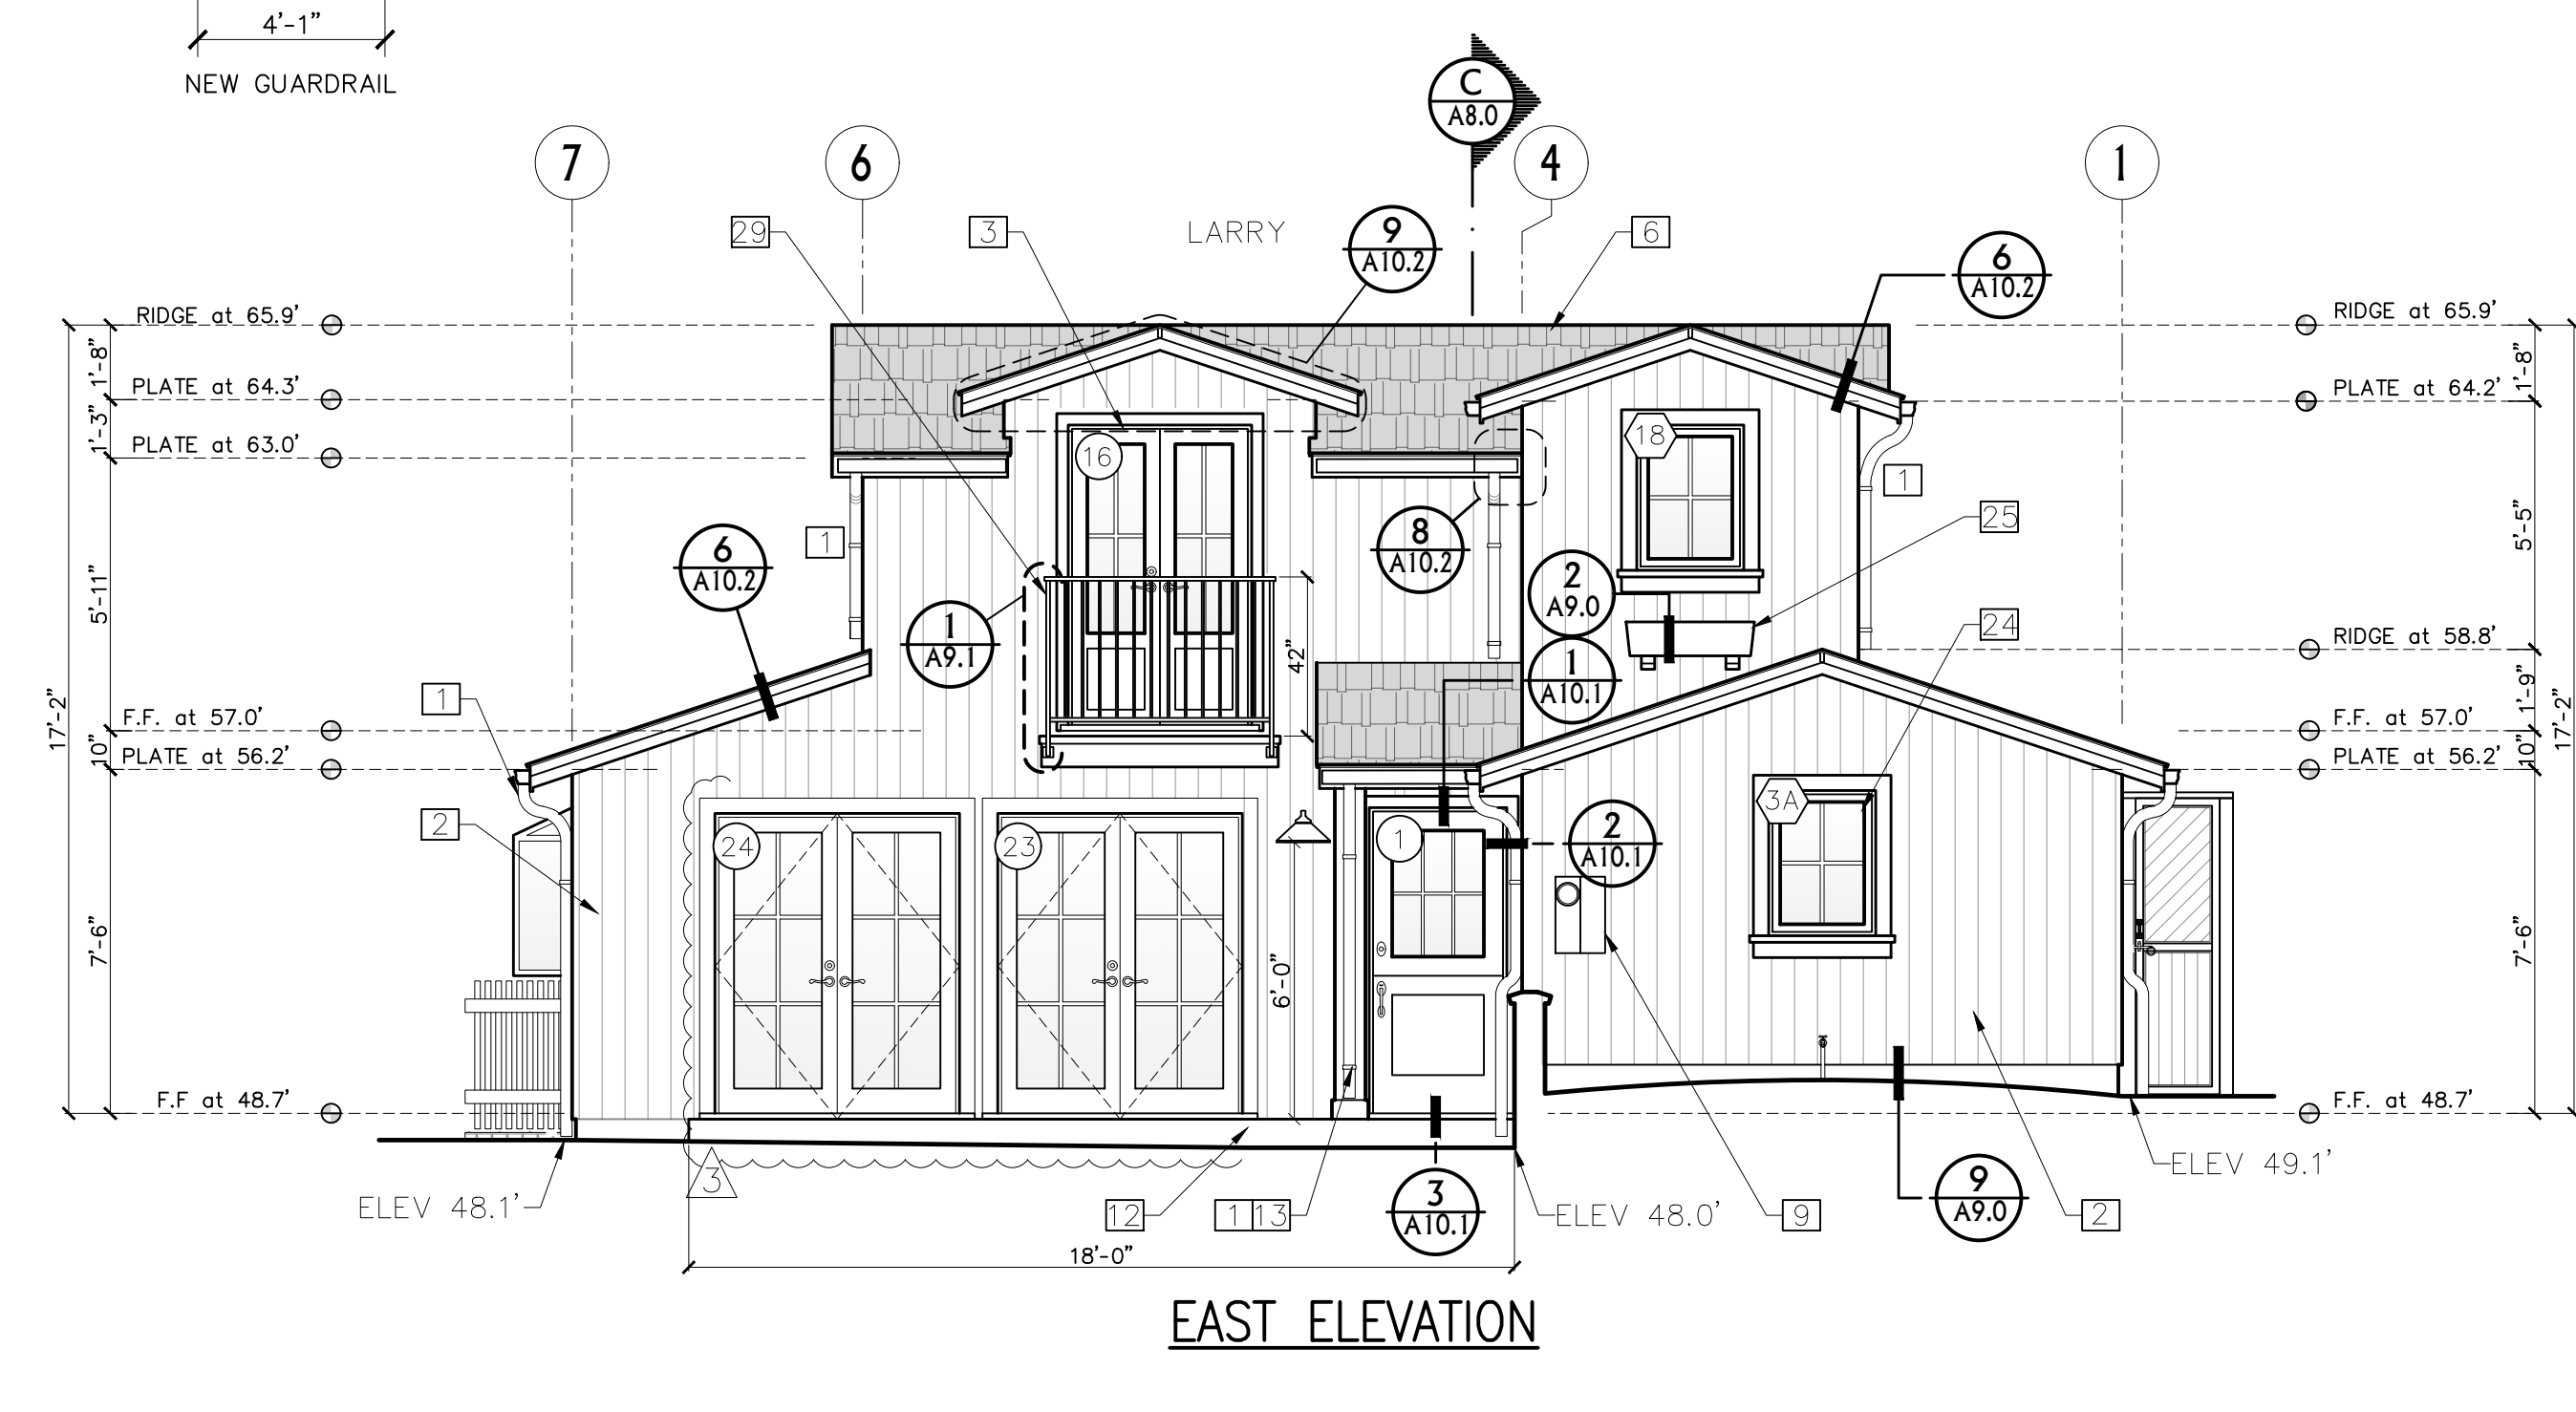 4'-1"
NEW GUARDRAIL
C
A8.0
7
6
4
1
29
3
LARRY
9
A10.2
6
6
A10.2
RIDGE at 65.9'
RIDGE at 65.9'
1'-8"
1'-8"
PLATE at 64.3'
PLATE at 64.2'
1'-3"
PLATE at 63.0'
16
18
1
1
25
8
A10.2
5'-5"
6
A10.2
2
A9.0
5'-11"
1
A9.1
24
42"
RIDGE at 58.8'
1
A10.1
1
1'-9"
17'-2"
17'-2"
F.F. at 57.0'
F.F. at 57.0'
10"
10"
PLATE at 56.2'
PLATE at 56.2'
2
24
23
1
2
A10.1
3A
7'-6"
7'-6"
6'-0"
F.F at 48.7'
F.F. at 48.7'
3
ELEV 48.1'
12
1
13
3
A10.1
ELEV 48.0'
9
9
A9.0
2
ELEV 49.1'
18'-0"
EAST ELEVATION